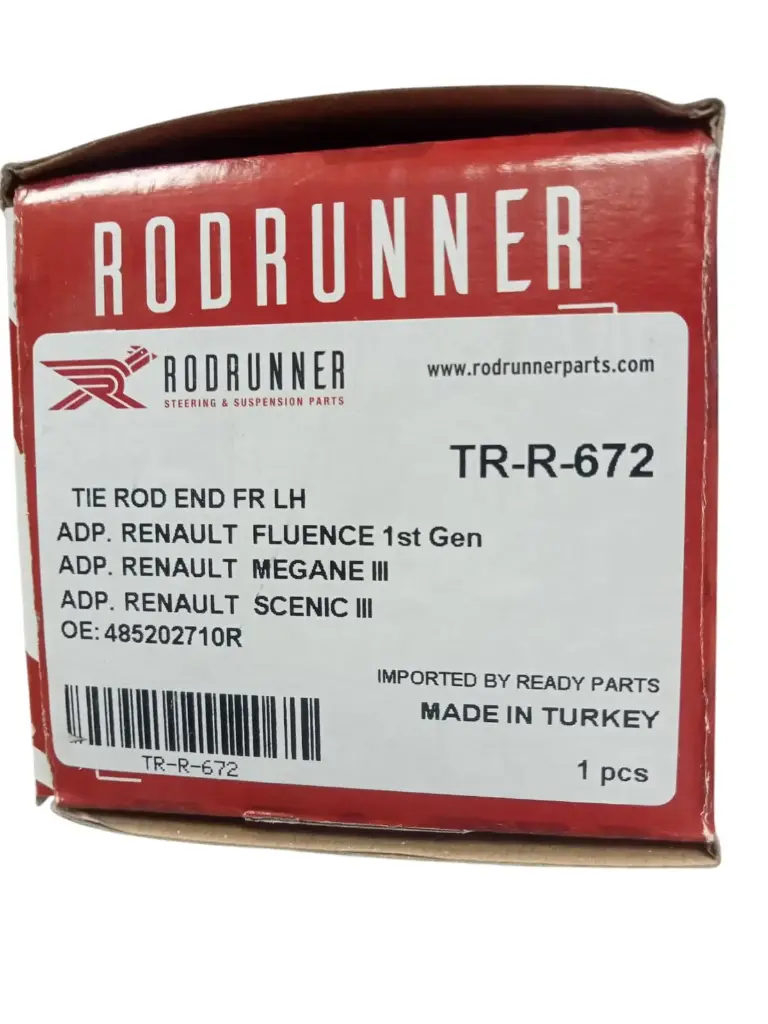 RODRUNNER
RODRUNNER
STEERING & SUSPENSION PARTS
www.rodrunnerparts.com
TR-R-672
TIE ROD END FR LH
ADP. RENAULT FLUENCE 1st Gen
ADP. RENAULT MEGANE III
ADP. RENAULT SCENIC III
OE: 485202710R
IMPORTED BY READY PARTS
MADE IN TURKEY
TR-R-672
1 pcs